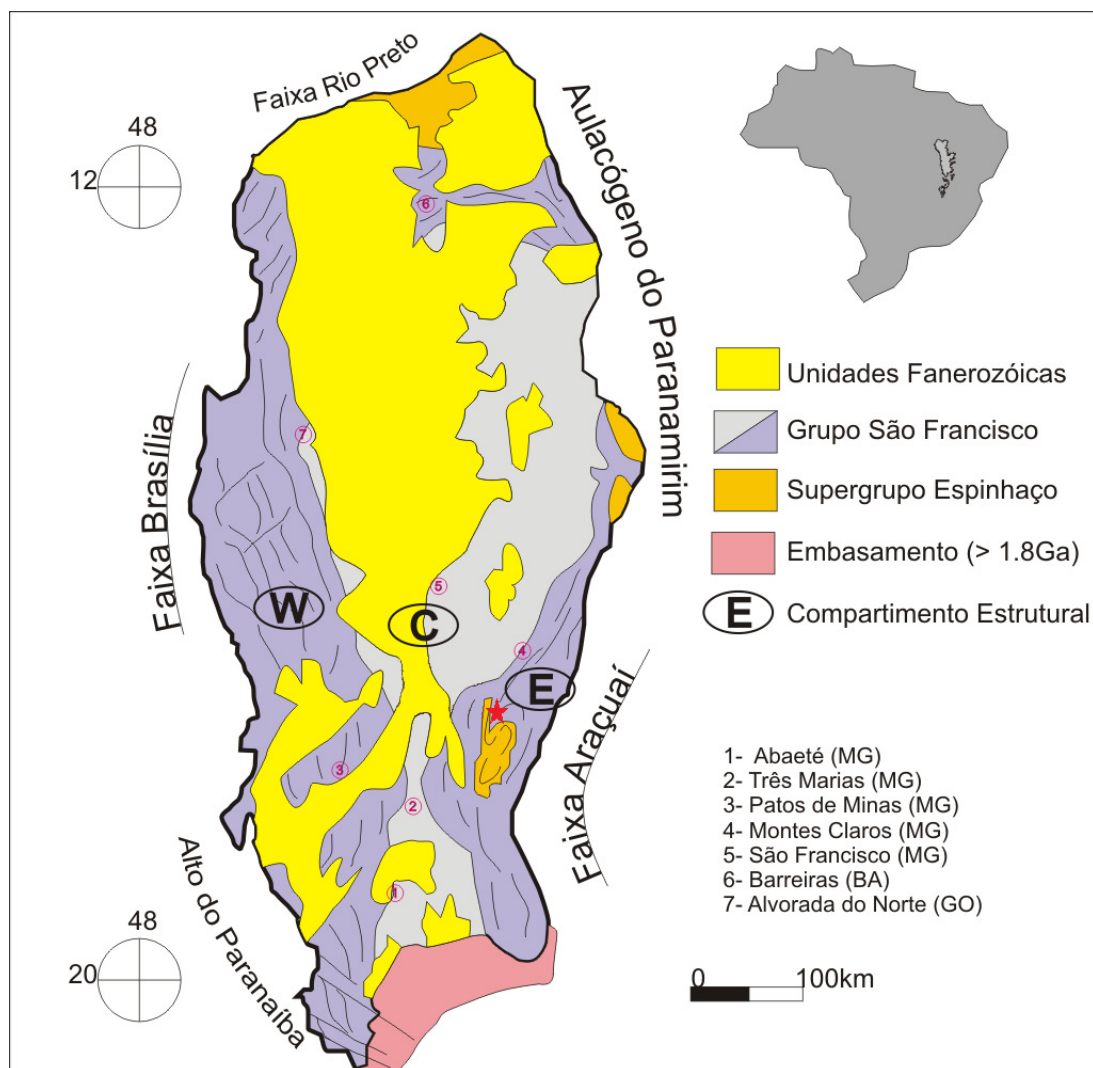 Faixa Rio Preto
Aulacógeno do Paranamirim
48
12
6
7
Faixa Brasília
W
C
5
4
E
Faixa Araçuaí
3
2
1
Alto do Paranaíba
48
20
Unidades Fanerozóicas
Grupo São Francisco
Supergrupo Espinhaço
Embasamento (> 1.8Ga)
E Compartimento Estrutural
1- Abaeté (MG)
2- Três Marias (MG)
3- Patos de Minas (MG)
4- Montes Claros (MG)
5- São Francisco (MG)
6- Barreiras (BA)
7- Alvorada do Norte (GO)
0 100km